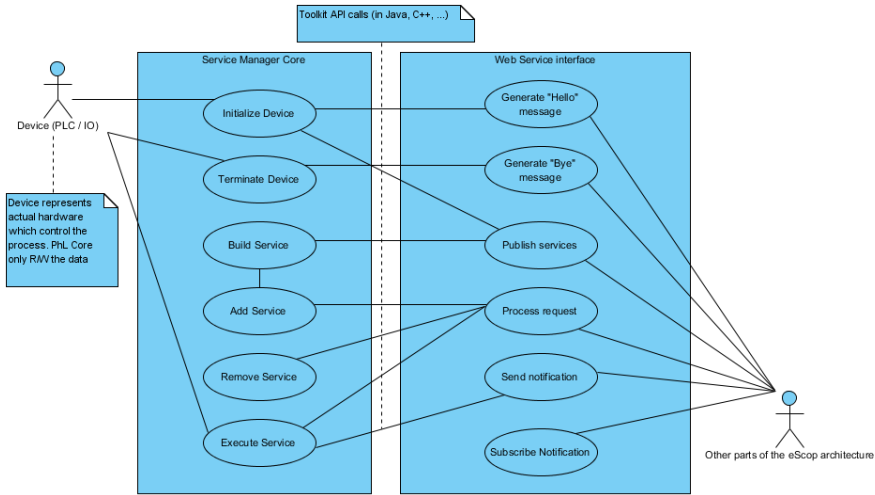 Toolkit API calls (in Java, C++, ...)
Service Manager Core
Web Service interface
Device (PLC / IO)
Device represents
actual hardware
which control the
process. PhL Core
only R/W the data
Initialize Device
Terminate Device
Build Service
Add Service
Remove Service
Execute Service
Generate "Hello"
message
Generate "Bye"
message
Publish services
Process request
Send notification
Subscribe Notification
Other parts of the eScop architecture